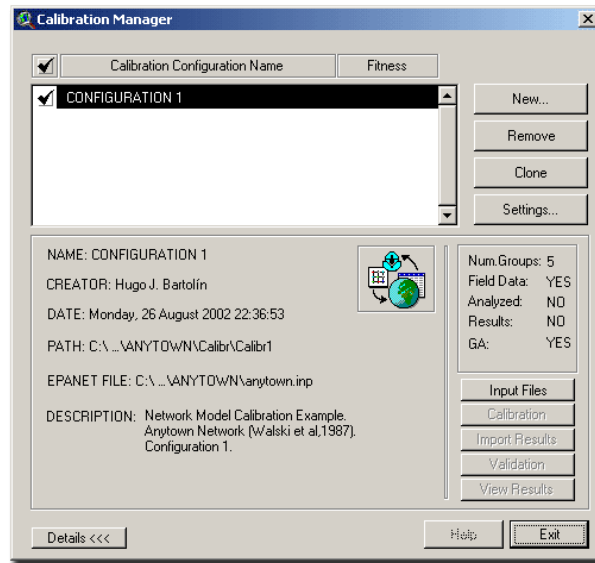 Calibration Manager
Calibration Configuration Name Fitness
CONFIGURATION 1
New...
Remove
Clone
Settings...
NAME: CONFIGURATION 1
CREATOR: Hugo J. Bartolín
DATE: Monday, 26 August 2002 22:36:53
PATH: C:\ ...\ANYTOWN\Calibr\Calibr1
EPANET FILE: C:\ ...\ANYTOWN\anytown.inp
DESCRIPTION: Network Model Calibration Example.
Anytown Network (Walski et al,1987).
Configuration 1.
Num.Groups: 5
Field Data: YES
Analyzed: NO
Results: NO
GA: YES
Input Files
Calibration
Import Results
Validation
View Results
Details <<<
Help
Exit